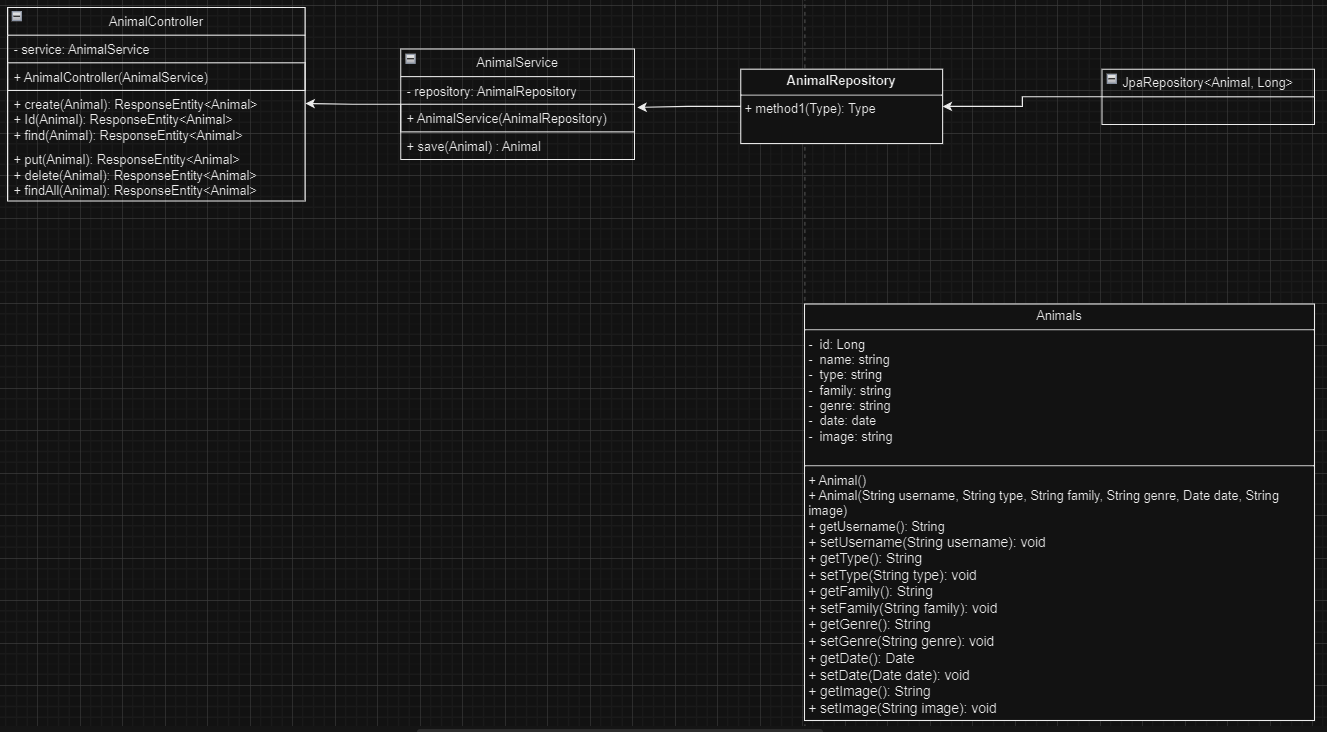 AnimalController
- service: AnimalService
+ AnimalController(AnimalService)
+ create(Animal): ResponseEntity<Animal>
+ Id(Animal): ResponseEntity<Animal>
+ find(Animal): ResponseEntity<Animal>
+ put(Animal): ResponseEntity<Animal>
+ delete(Animal): ResponseEntity<Animal>
+ findAll(Animal): ResponseEntity<Animal>
AnimalService
- repository: AnimalRepository
+ AnimalService(AnimalRepository)
+ save(Animal) : Animal
AnimalRepository
+ method1(Type): Type
JpaRepository<Animal, Long>
Animals
- id: Long
- name: string
- type: string
- family: string
- genre: string
- date: date
- image: string
+ Animal()
+ Animal(String username, String type, String family, String genre, Date date, String
image)
+ getUsername(): String
+ setUsername(String username): void
+ getType(): String
+ setType(String type): void
+ getFamily(): String
+ setFamily(String family): void
+ getGenre(): String
+ setGenre(String genre): void
+ getDate(): Date
+ setDate(Date date): void
+ getImage(): String
+ setImage(String image): void